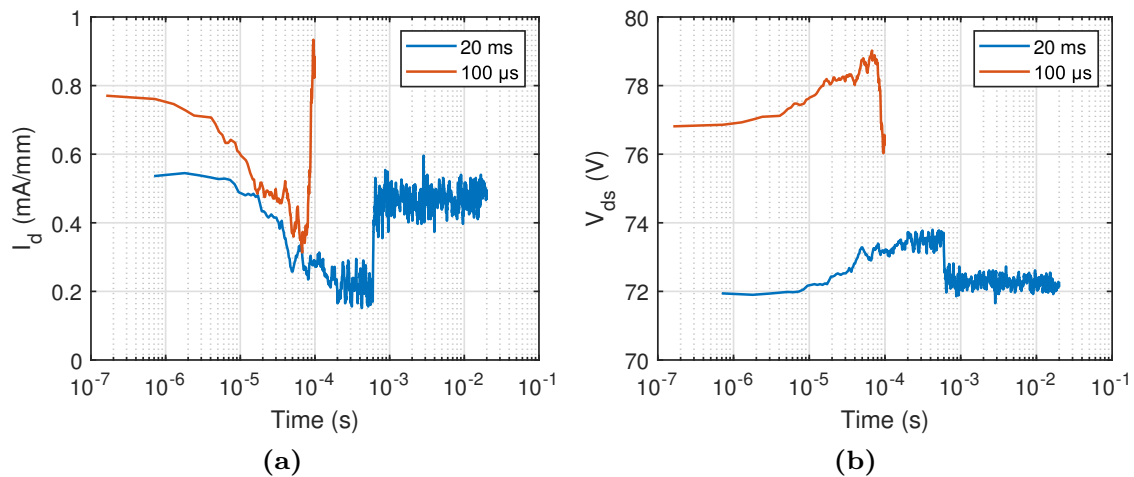 1
0.8
0.6
0.4
0.2
0
I_d (mA/mm)
20 ms
100 µs
10^-7 10^-6 10^-5 10^-4 10^-3 10^-2 10^-1
Time (s)
(a)
80
78
76
74
72
70
V_ds (V)
20 ms
100 µs
10^-7 10^-6 10^-5 10^-4 10^-3 10^-2 10^-1
Time (s)
(b)